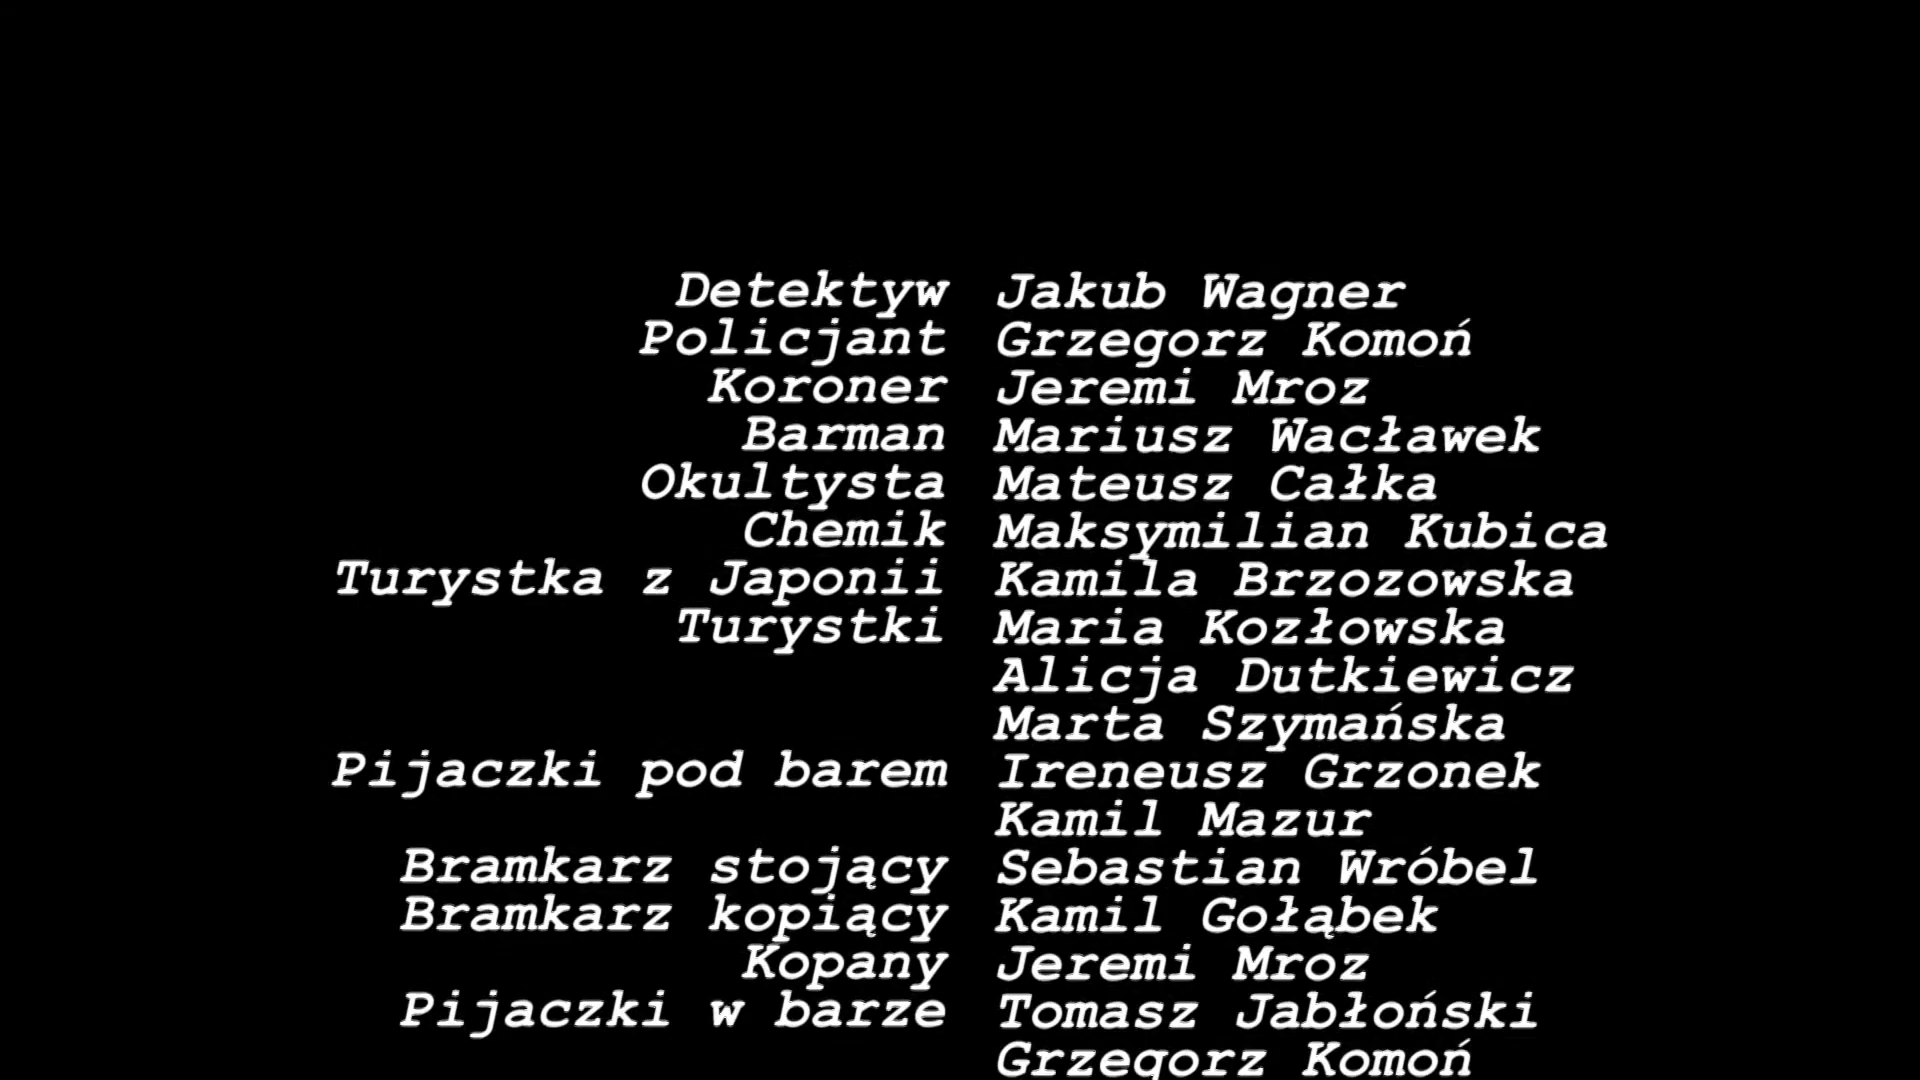 Detektyw Jakub Wagner
Policjant Grzegorz Komoń
Koroner Jeremi Mroz
Barman Mariusz Wacławek
Okultysta Mateusz Całka
Chemik Maksymilian Kubica
Turystka z Japonii Kamila Brzozowska
Turystki Maria Kozłowska
Alicja Dutkiewicz
Marta Szymańska
Pijaczki pod barem Ireneusz Grzonek
Kamil Mazur
Bramkarz stojący Sebastian Wróbel
Bramkarz kopiący Kamil Gołąbek
Kopany Jeremi Mroz
Pijaczki w barze Tomasz Jabłoński
Grzegorz Komoń